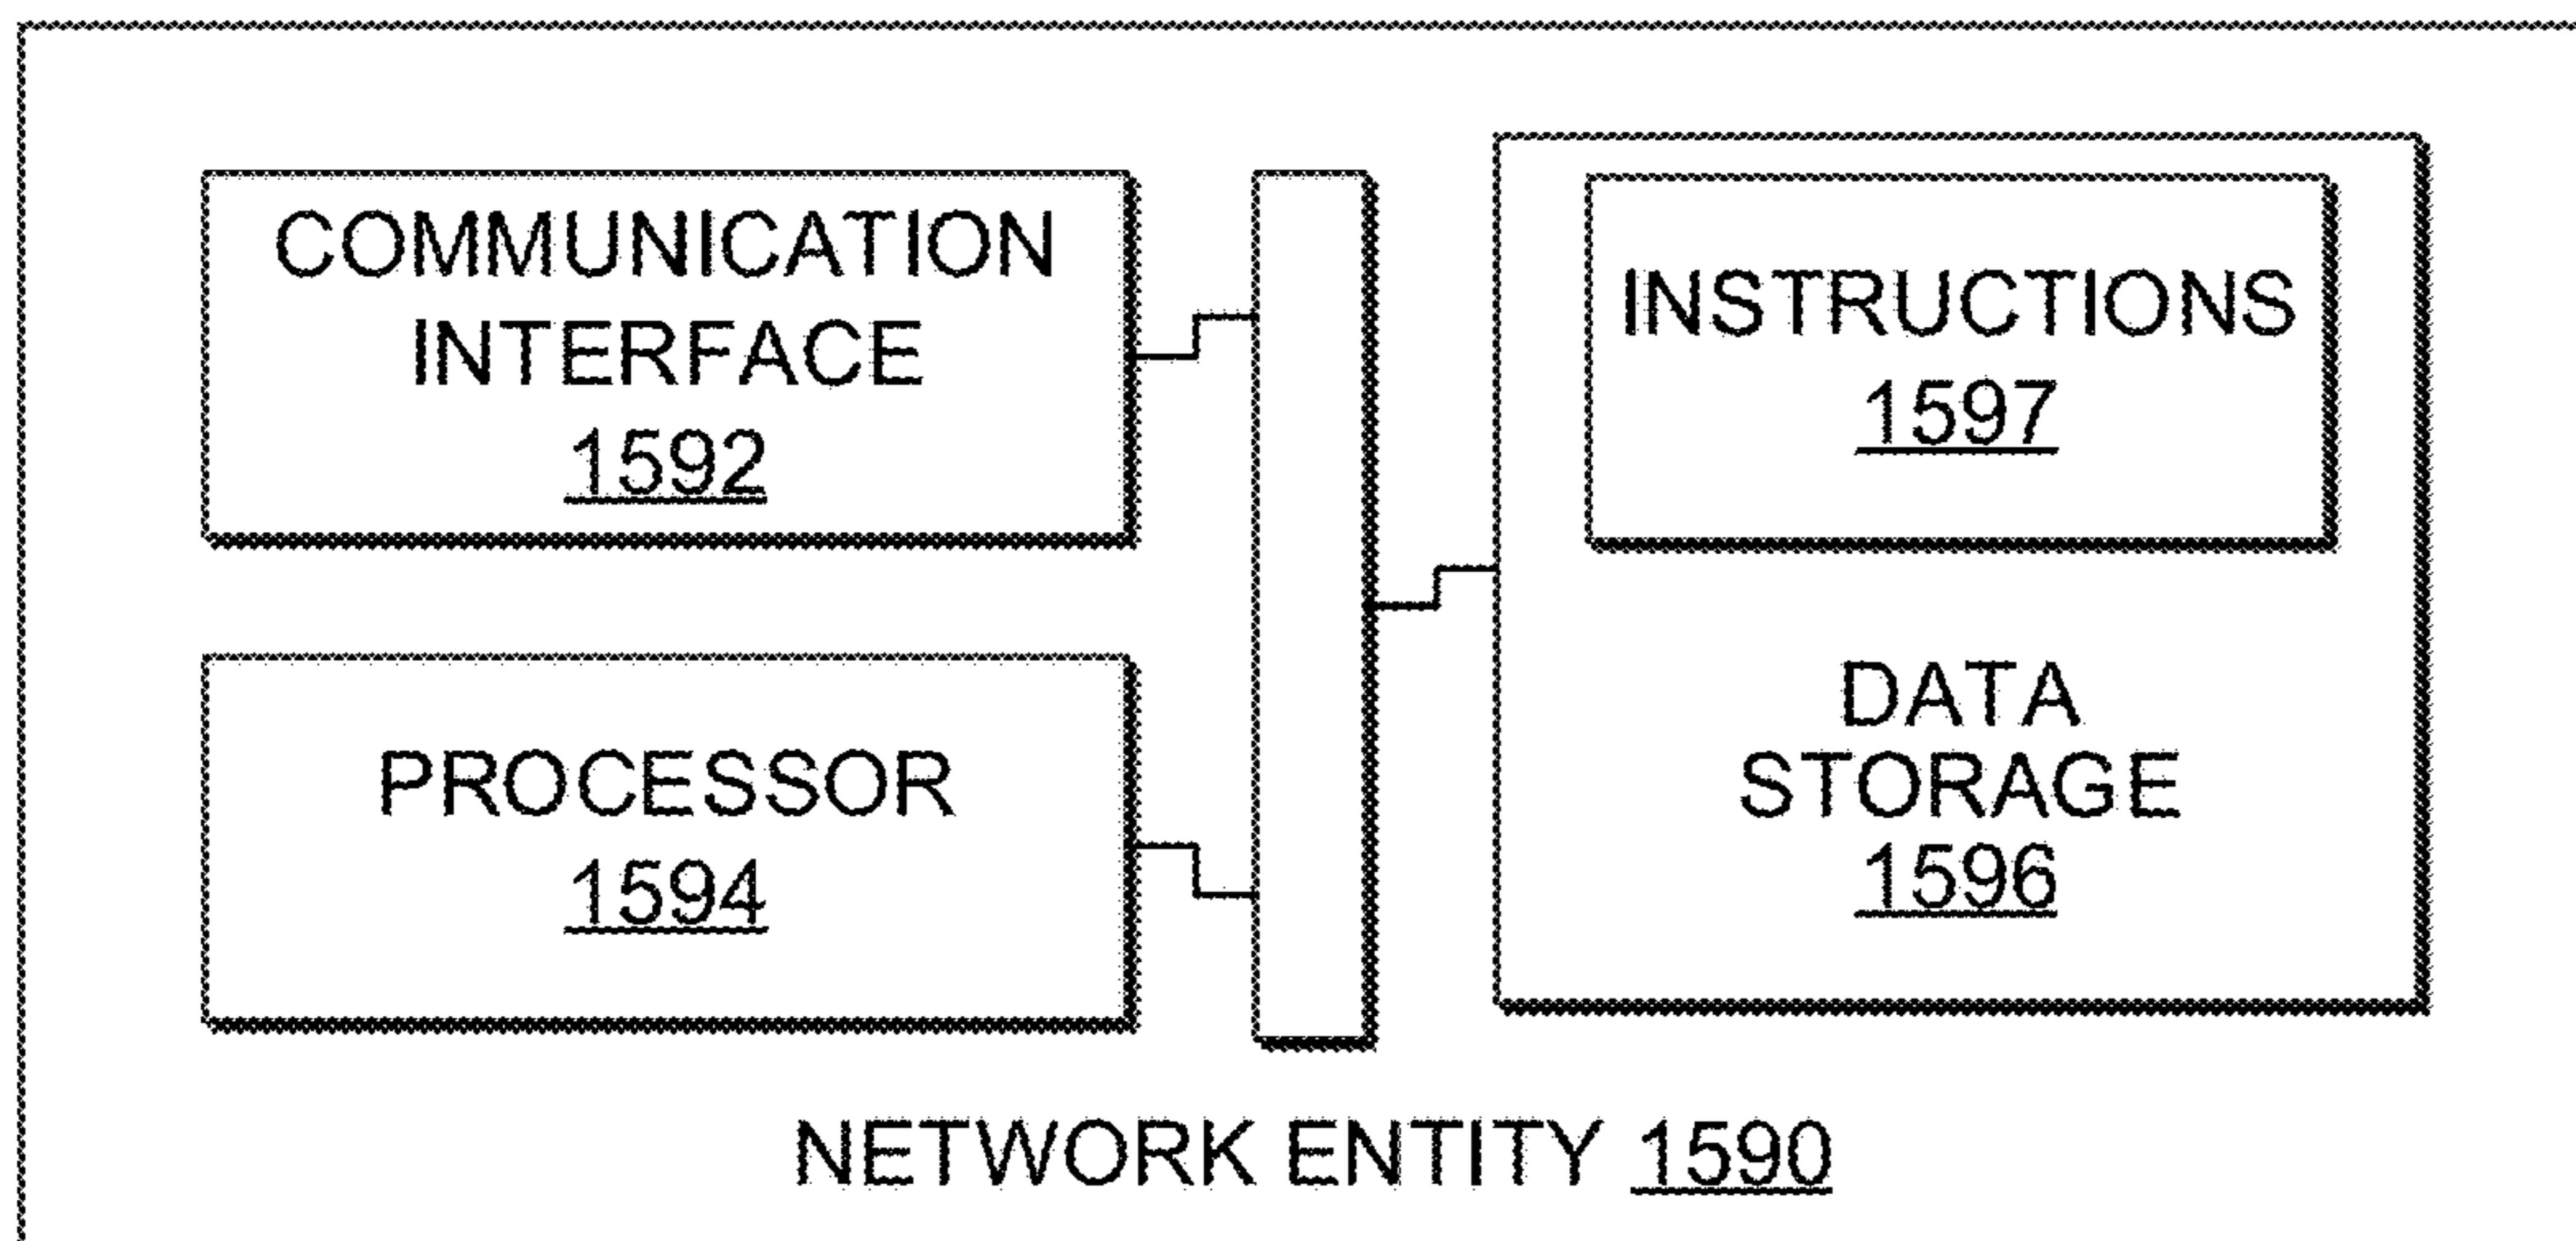 COMMUNICATION
INTERFACE
1592
PROCESSOR
1594
INSTRUCTIONS
1597
DATA
STORAGE
1596
NETWORK ENTITY 1590